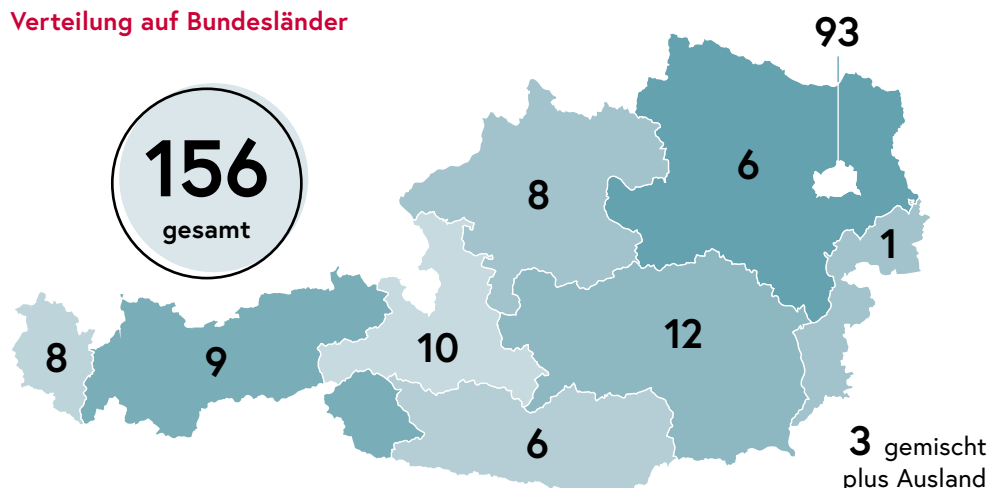 Verteilung auf Bundesländer
93
156
gesamt
6
8
1
12
10
8
9
6
3 gemischt
plus Ausland